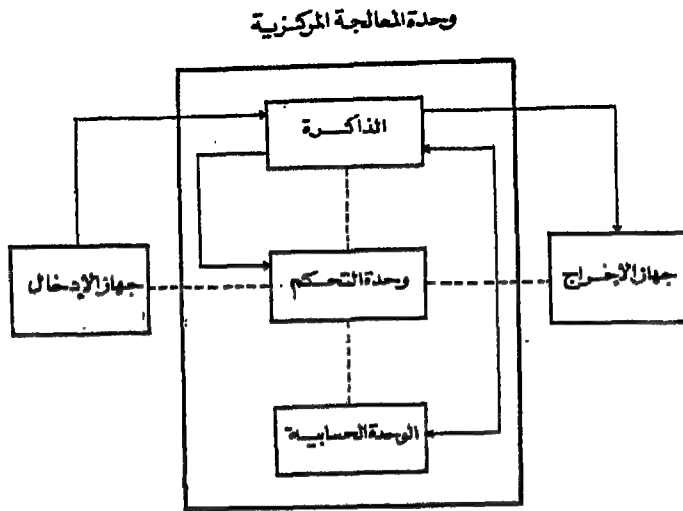 وحدة المعالجة المركزية
الذاكرة
جهاز الإخراج
وحدة التحكم
جهاز الإدخال
الوحدة الحسابية